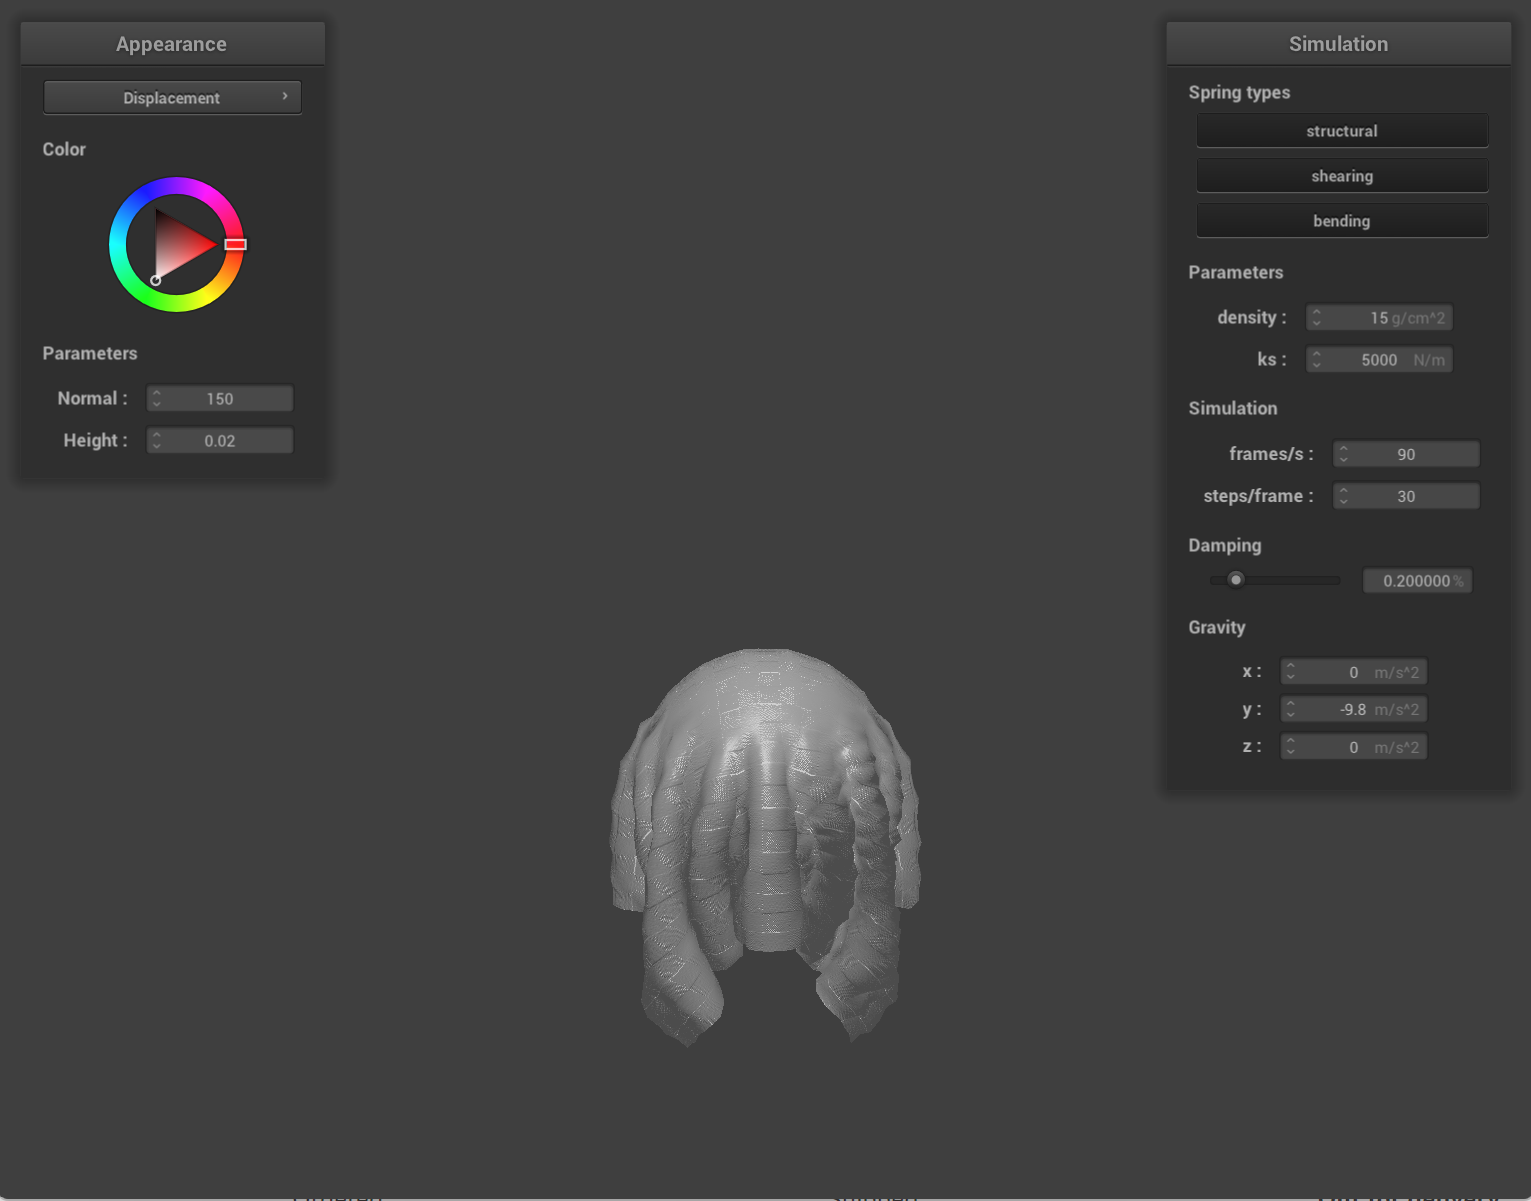 Appearance
Displacement
Color
Parameters
Normal : 150
Height : 0.02
Simulation
Spring types
structural
shearing
bending
Parameters
density : 15 g/cm^2
ks : 5000 N/m
Simulation
frames/s : 90
steps/frame : 30
Damping
0.200000 %
Gravity
x : 0 m/s^2
y : -9.8 m/s^2
z : 0 m/s^2